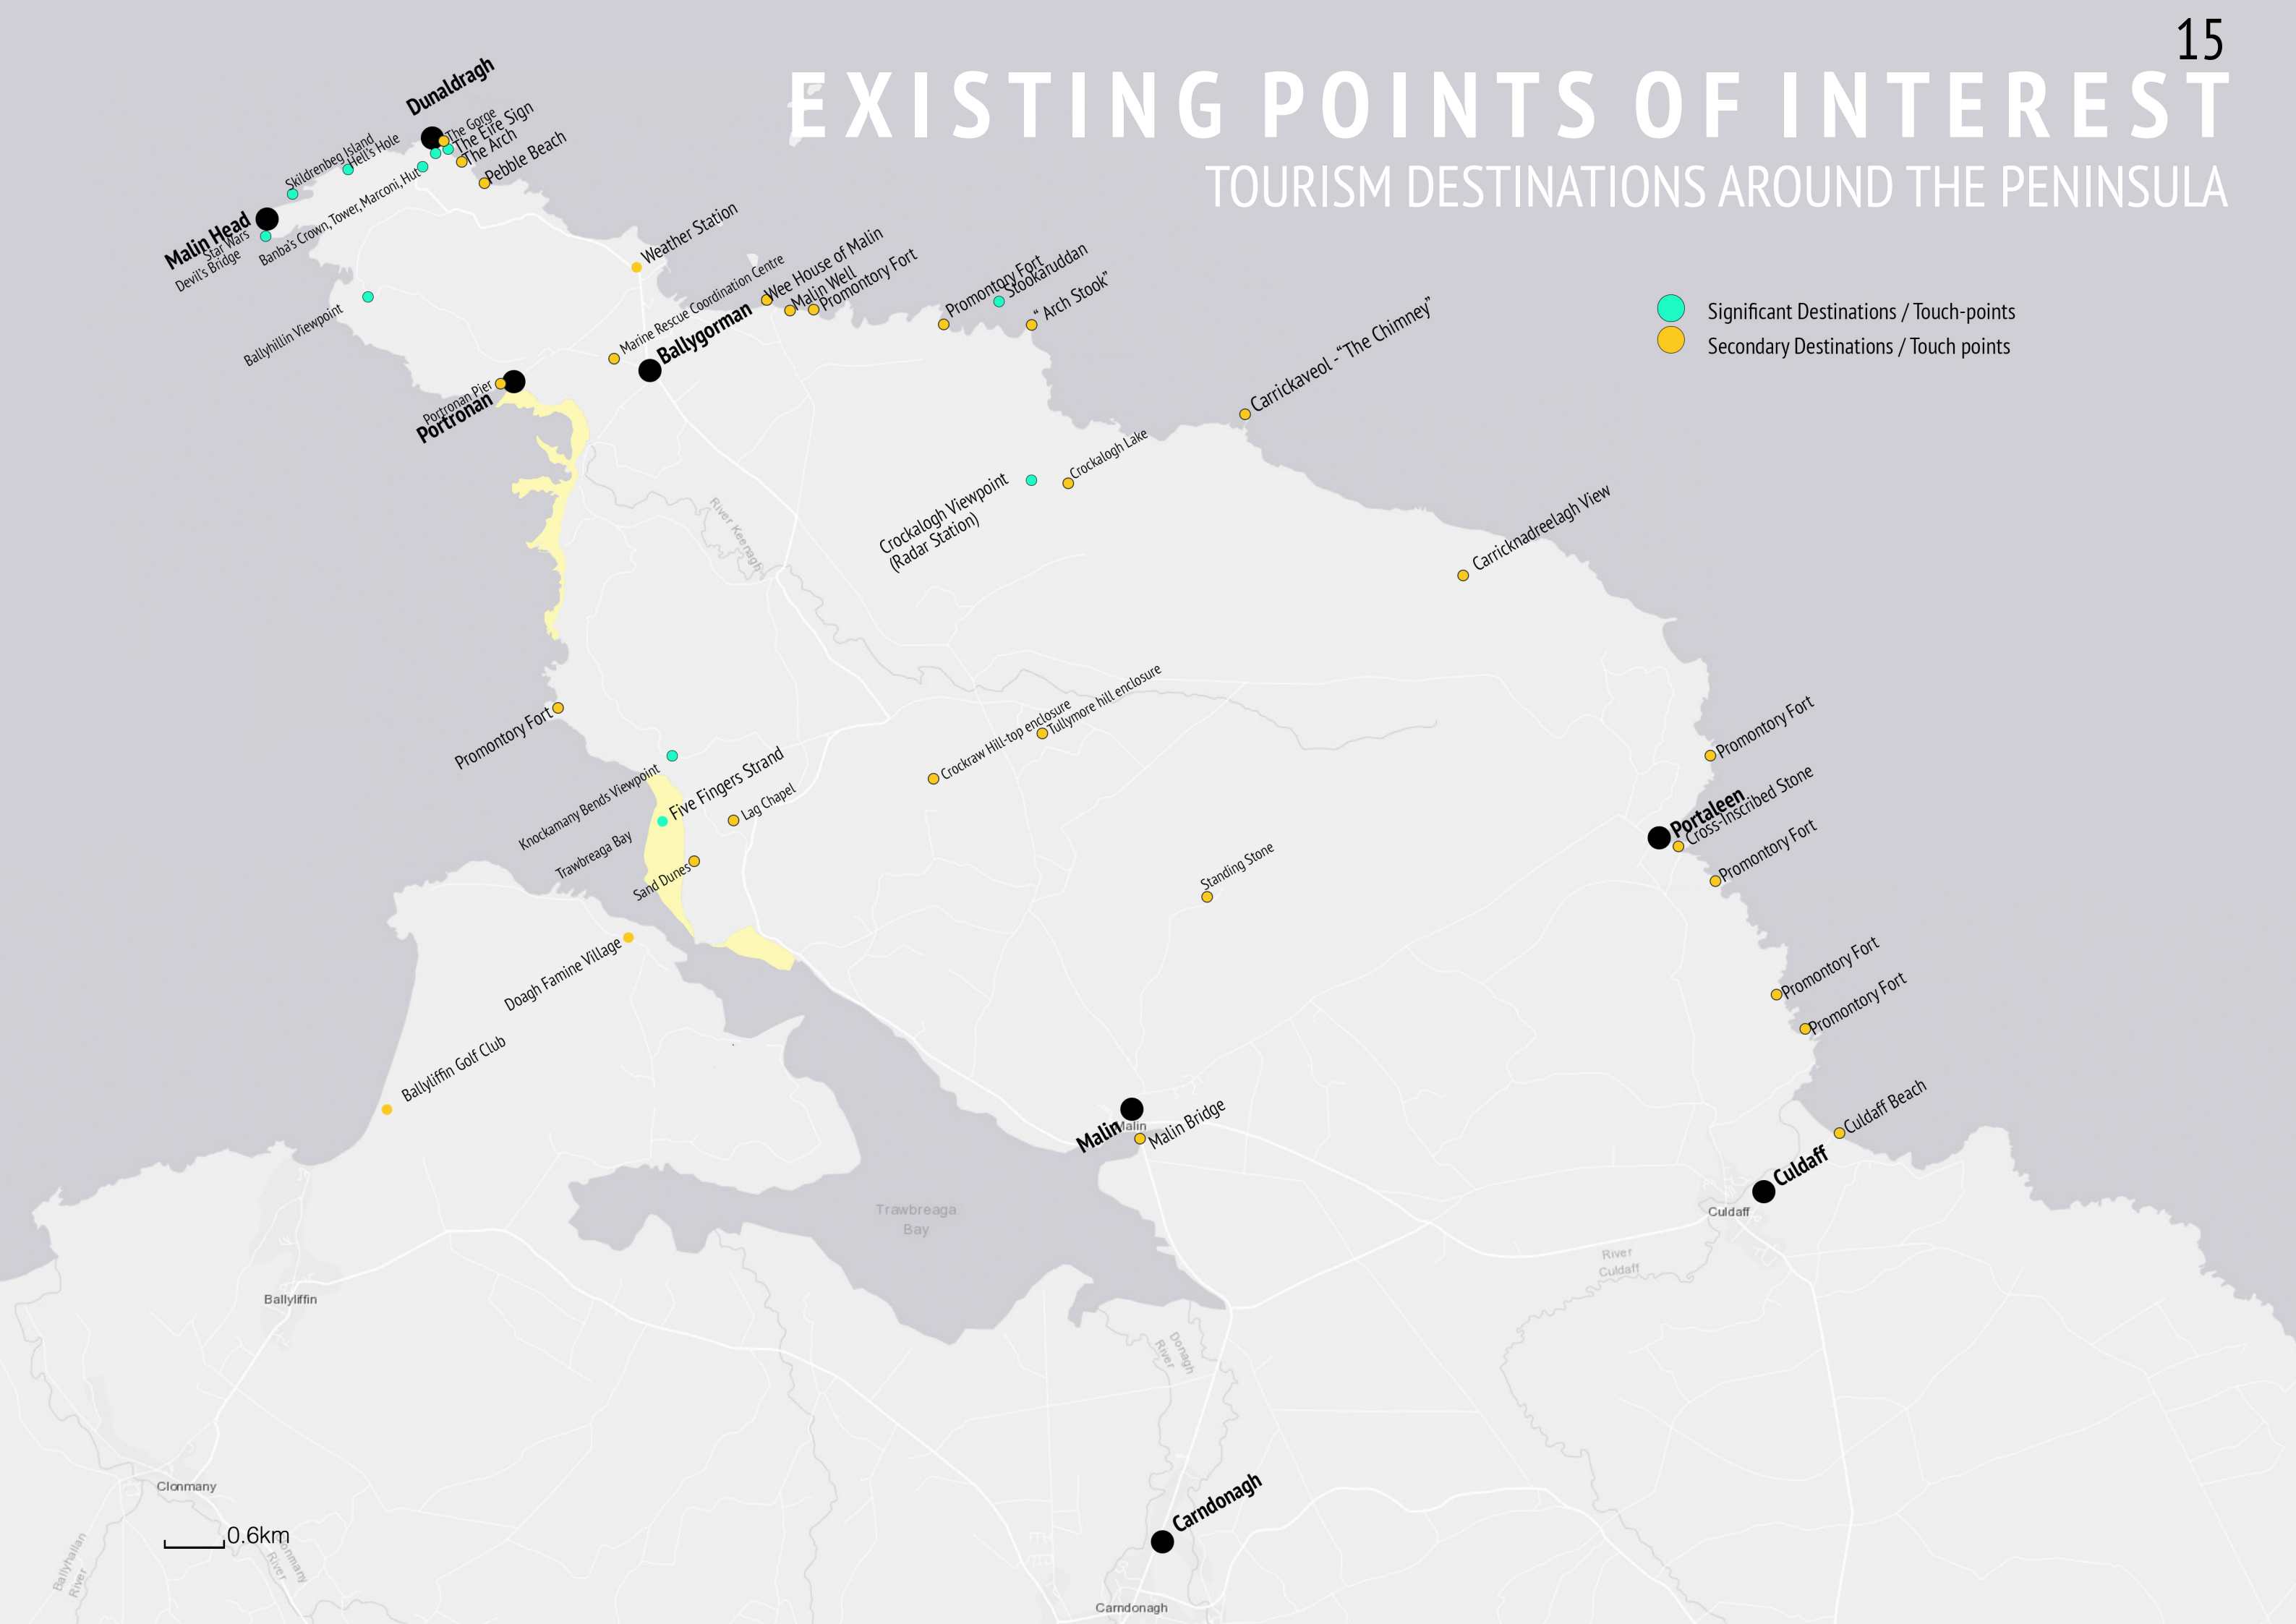 15
EXISTING POINTS OF INTEREST
TOURISM DESTINATIONS AROUND THE PENINSULA
Significant Destinations / Touch-points
Secondary Destinations / Touch points
Dunaldragh
The Gorge
The Eire Sign
The Arch
Pebble Beach
Skildrenbeg Island
Hell's Hole
Banba's Crown, Tower, Marconi, Hut
Malin Head
Star Wars
Devil's Bridge
Ballyhillin Viewpoint
Weather Station
Marine Rescue Coordination Centre
Wee House of Malin
Malin Well
Promontory Fort
Ballygorman
Portronan Pier
Portronan
Promontory Fort
Stookaruddan
“ Arch Stook”
Carrickaveol - “The Chimney”
Crockalogh Lake
Crockalogh Viewpoint
(Radar Station)
Carricknadreelagh View
River Keenagh
Promontory Fort
Crockraw Hill-top enclosure
Tullymore hill enclosure
Knockamany Bends Viewpoint
Five Fingers Strand
Lag Chapel
Trawbreaga Bay
Sand Dunes
Standing Stone
Promontory Fort
Portaleen
Cross-Inscribed Stone
Promontory Fort
Doagh Famine Village
Promontory Fort
Promontory Fort
Ballyliffin Golf Club
Malin
Malin
Malin Bridge
Culdaff Beach
Culdaff
Culdaff
Trawbreaga
Bay
River
Culdaff
Ballyliffin
Donagh
River
Clonmany
Carndonagh
0.6km
Ballyhallan
River
River
Carndonagh